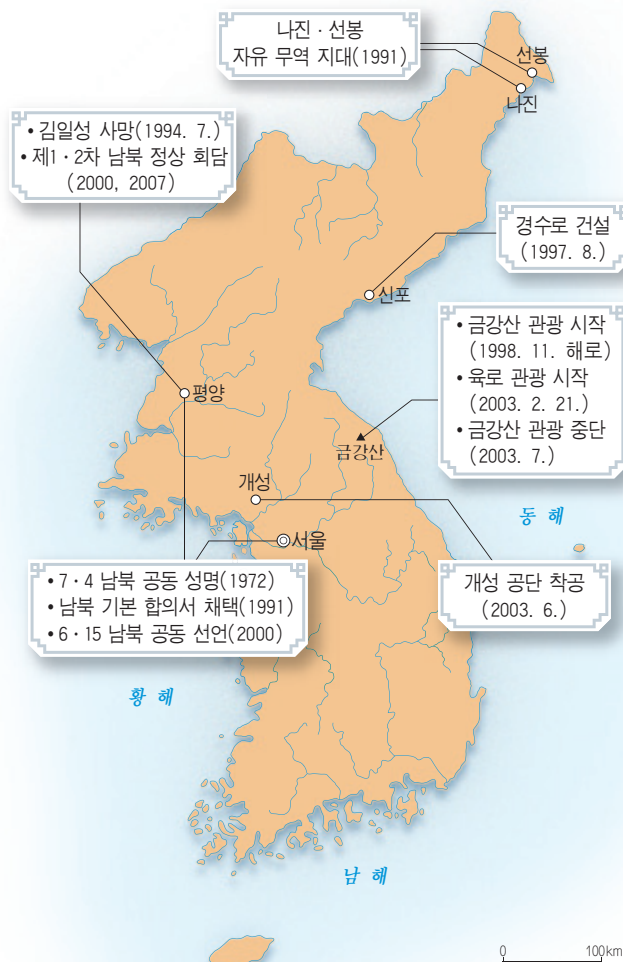 나진 · 선봉
자유 무역 지대(1991)
선봉
나진
• 김일성 사망(1994. 7.)
• 제1 · 2차 남북 정상 회담
(2000, 2007)
경수로 건설
(1997. 8.)
신포
• 금강산 관광 시작
(1998. 11. 해로)
• 육로 관광 시작
(2003. 2. 21.)
• 금강산 관광 중단
(2003. 7.)
평양
금강산
개성
동 해
서울
• 7 · 4 남북 공동 성명(1972)
• 남북 기본 합의서 채택(1991)
• 6 · 15 남북 공동 선언(2000)
개성 공단 착공
(2003. 6.)
황 해
남 해
0 100km